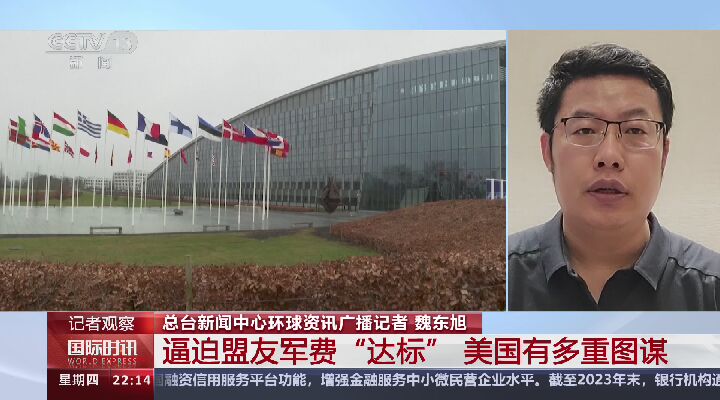 CCTV 13
新闻
记者观察
总台新闻中心环球资讯广播记者 魏东旭
国际时讯
WORLD EXPRESS
逼迫盟友军费“达标” 美国有多重图谋
星期四 22:14
国融资信用服务平台功能，增强金融服务中小微民营企业水平。截至2023年末，银行机构通